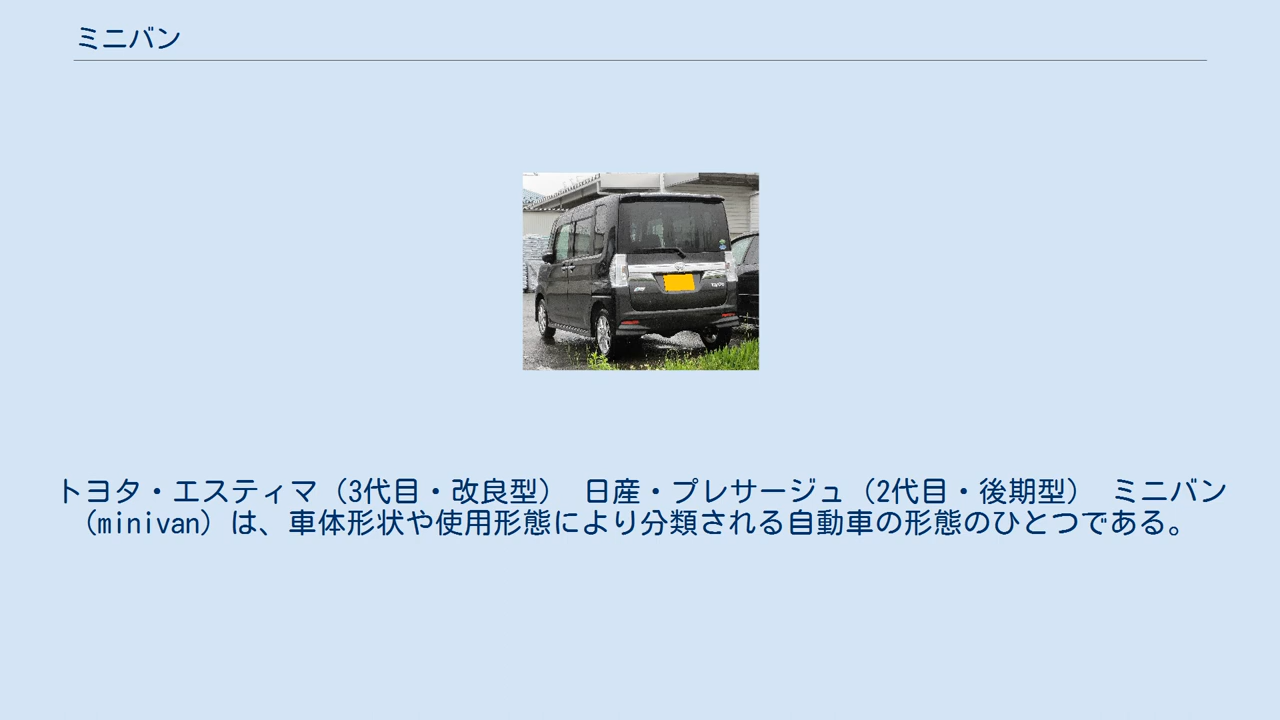 ミニバン
トヨタ・エスティマ（3代目・改良型） 日産・プレサージュ（2代目・後期型） ミニバン
（minivan）は、車体形状や使用形態により分類される自動車の形態のひとつである。